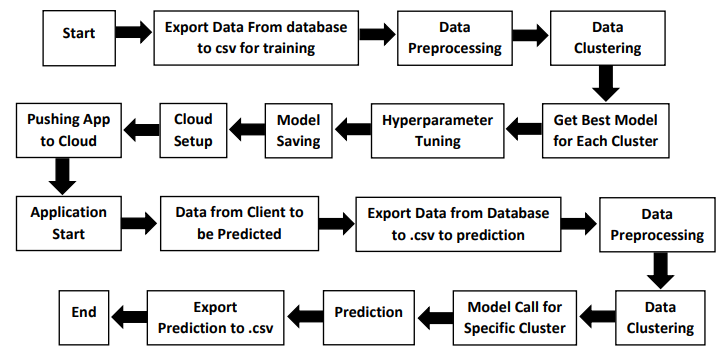 Start
Export Data From database
to csv for training
Data
Preprocessing
Data
Clustering
Get Best Model
for Each Cluster
Hyperparameter
Tuning
Model
Saving
Cloud
Setup
Pushing App
to Cloud
Application
Start
Data from Client to
be Predicted
Export Data from Database
to .csv to prediction
Data
Preprocessing
Data
Clustering
Model Call for
Specific Cluster
Prediction
Export
Prediction to .csv
End